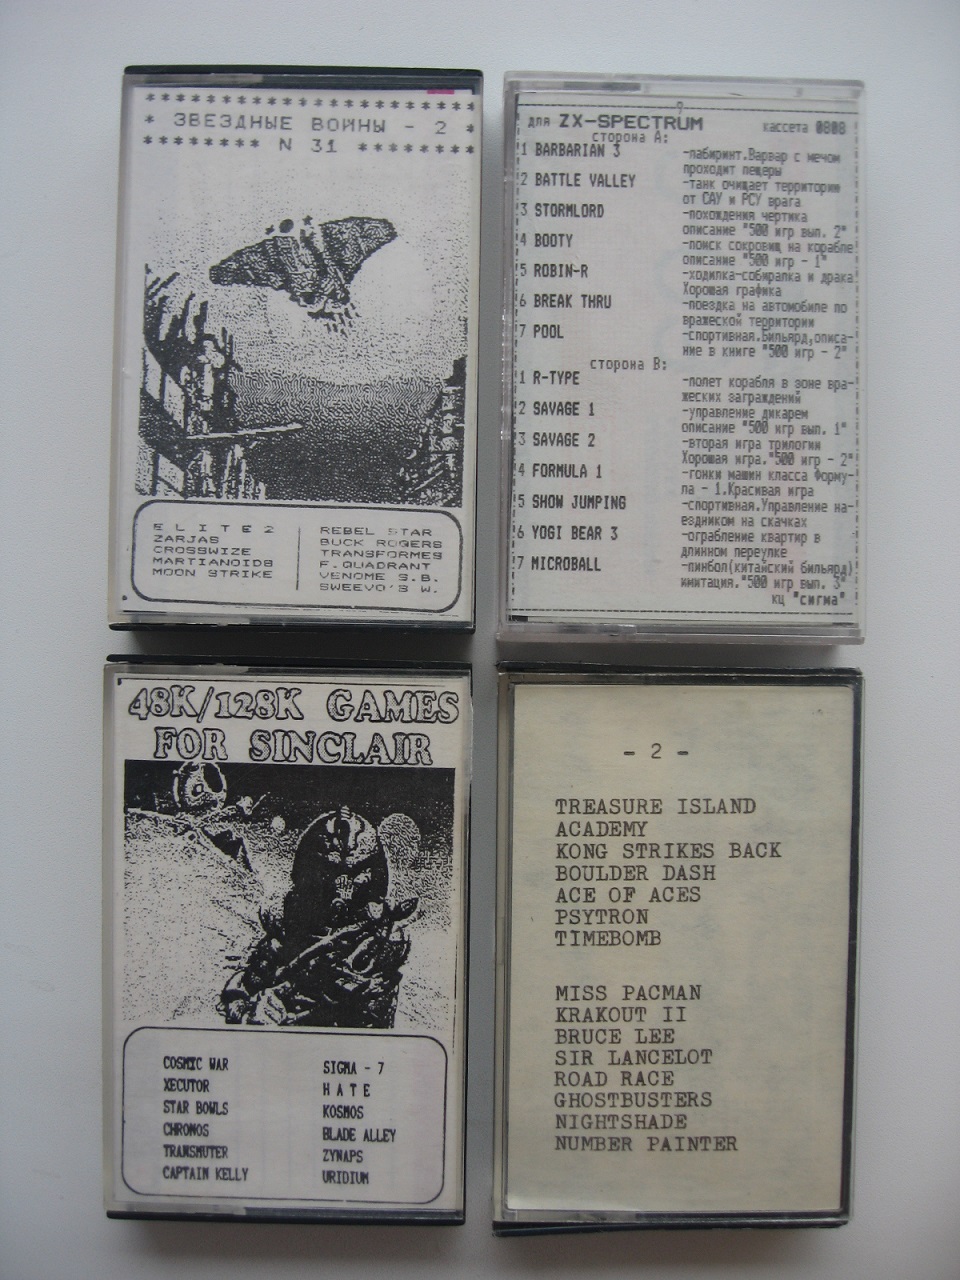 * * * * * * * * * * * * * * * * * * * * * * * *
* ЗВЕЗДНЫЕ ВОЙНЫ - 2 *
* * * * * * * * N 31 * * * * * * * *
E L I T E 2
ZARJAS
CROSSWIZE
MARTIANOIDS
MOON STRIKE
REBEL STAR
BUCK ROGERS
TRANSFORMES
F.QUADRANT
VENOME S.B.
SWEEVO'S W.
для ZX-SPECTRUM кассета 0808
сторона А:
1 BARBARIAN 3 -лабиринт.Варвар с мечом
проходит пещеры
2 BATTLE VALLEY -танк очищает территорию
от САУ и РСУ врага
3 STORMLORD -похождения чертика
описание "500 игр вып. 2"
4 BOOTY -поиск сокровищ на корабле
описание "500 игр - 1"
5 ROBIN-R -ходилка-собиралка и драка
Хорошая графика
6 BREAK THRU -поездка на автомобиле по
вражеской территории
7 POOL -спортивная.Бильярд,описа-
ние в книге "500 игр - 2"
сторона В:
1 R-TYPE -полет корабля в зоне вра-
жеских заграждений
2 SAVAGE 1 -управление дикарем
описание "500 игр вып. 1"
3 SAVAGE 2 -вторая игра трилогии
Хорошая игра."500 игр - 2"
4 FORMULA 1 -гонки машин класса Форму-
ла - 1.Красивая игра
5 SHOW JUMPING -спортивная.Управление на-
ездником на скачках
6 YOGI BEAR 3 -ограбление квартир в
длинном переулке
7 MICROBALL -пинбол(китайский бильярд)
имитация."500 игр вып. 3"
кц "сигма"
48K/128K GAMES
FOR SINCLAIR
COSMIC WAR
XECUTOR
STAR BOWLS
CHRONOS
TRANSMUTER
CAPTAIN KELLY
SIGMA - 7
H A T E
KOSMOS
BLADE ALLEY
ZYNAPS
URIDIUM
- 2 -
TREASURE ISLAND
ACADEMY
KONG STRIKES BACK
BOULDER DASH
ACE OF ACES
PSYTRON
TIMEBOMB
MISS PACMAN
KRAKOUT II
BRUCE LEE
SIR LANCELOT
ROAD RACE
GHOSTBUSTERS
NIGHTSHADE
NUMBER PAINTER